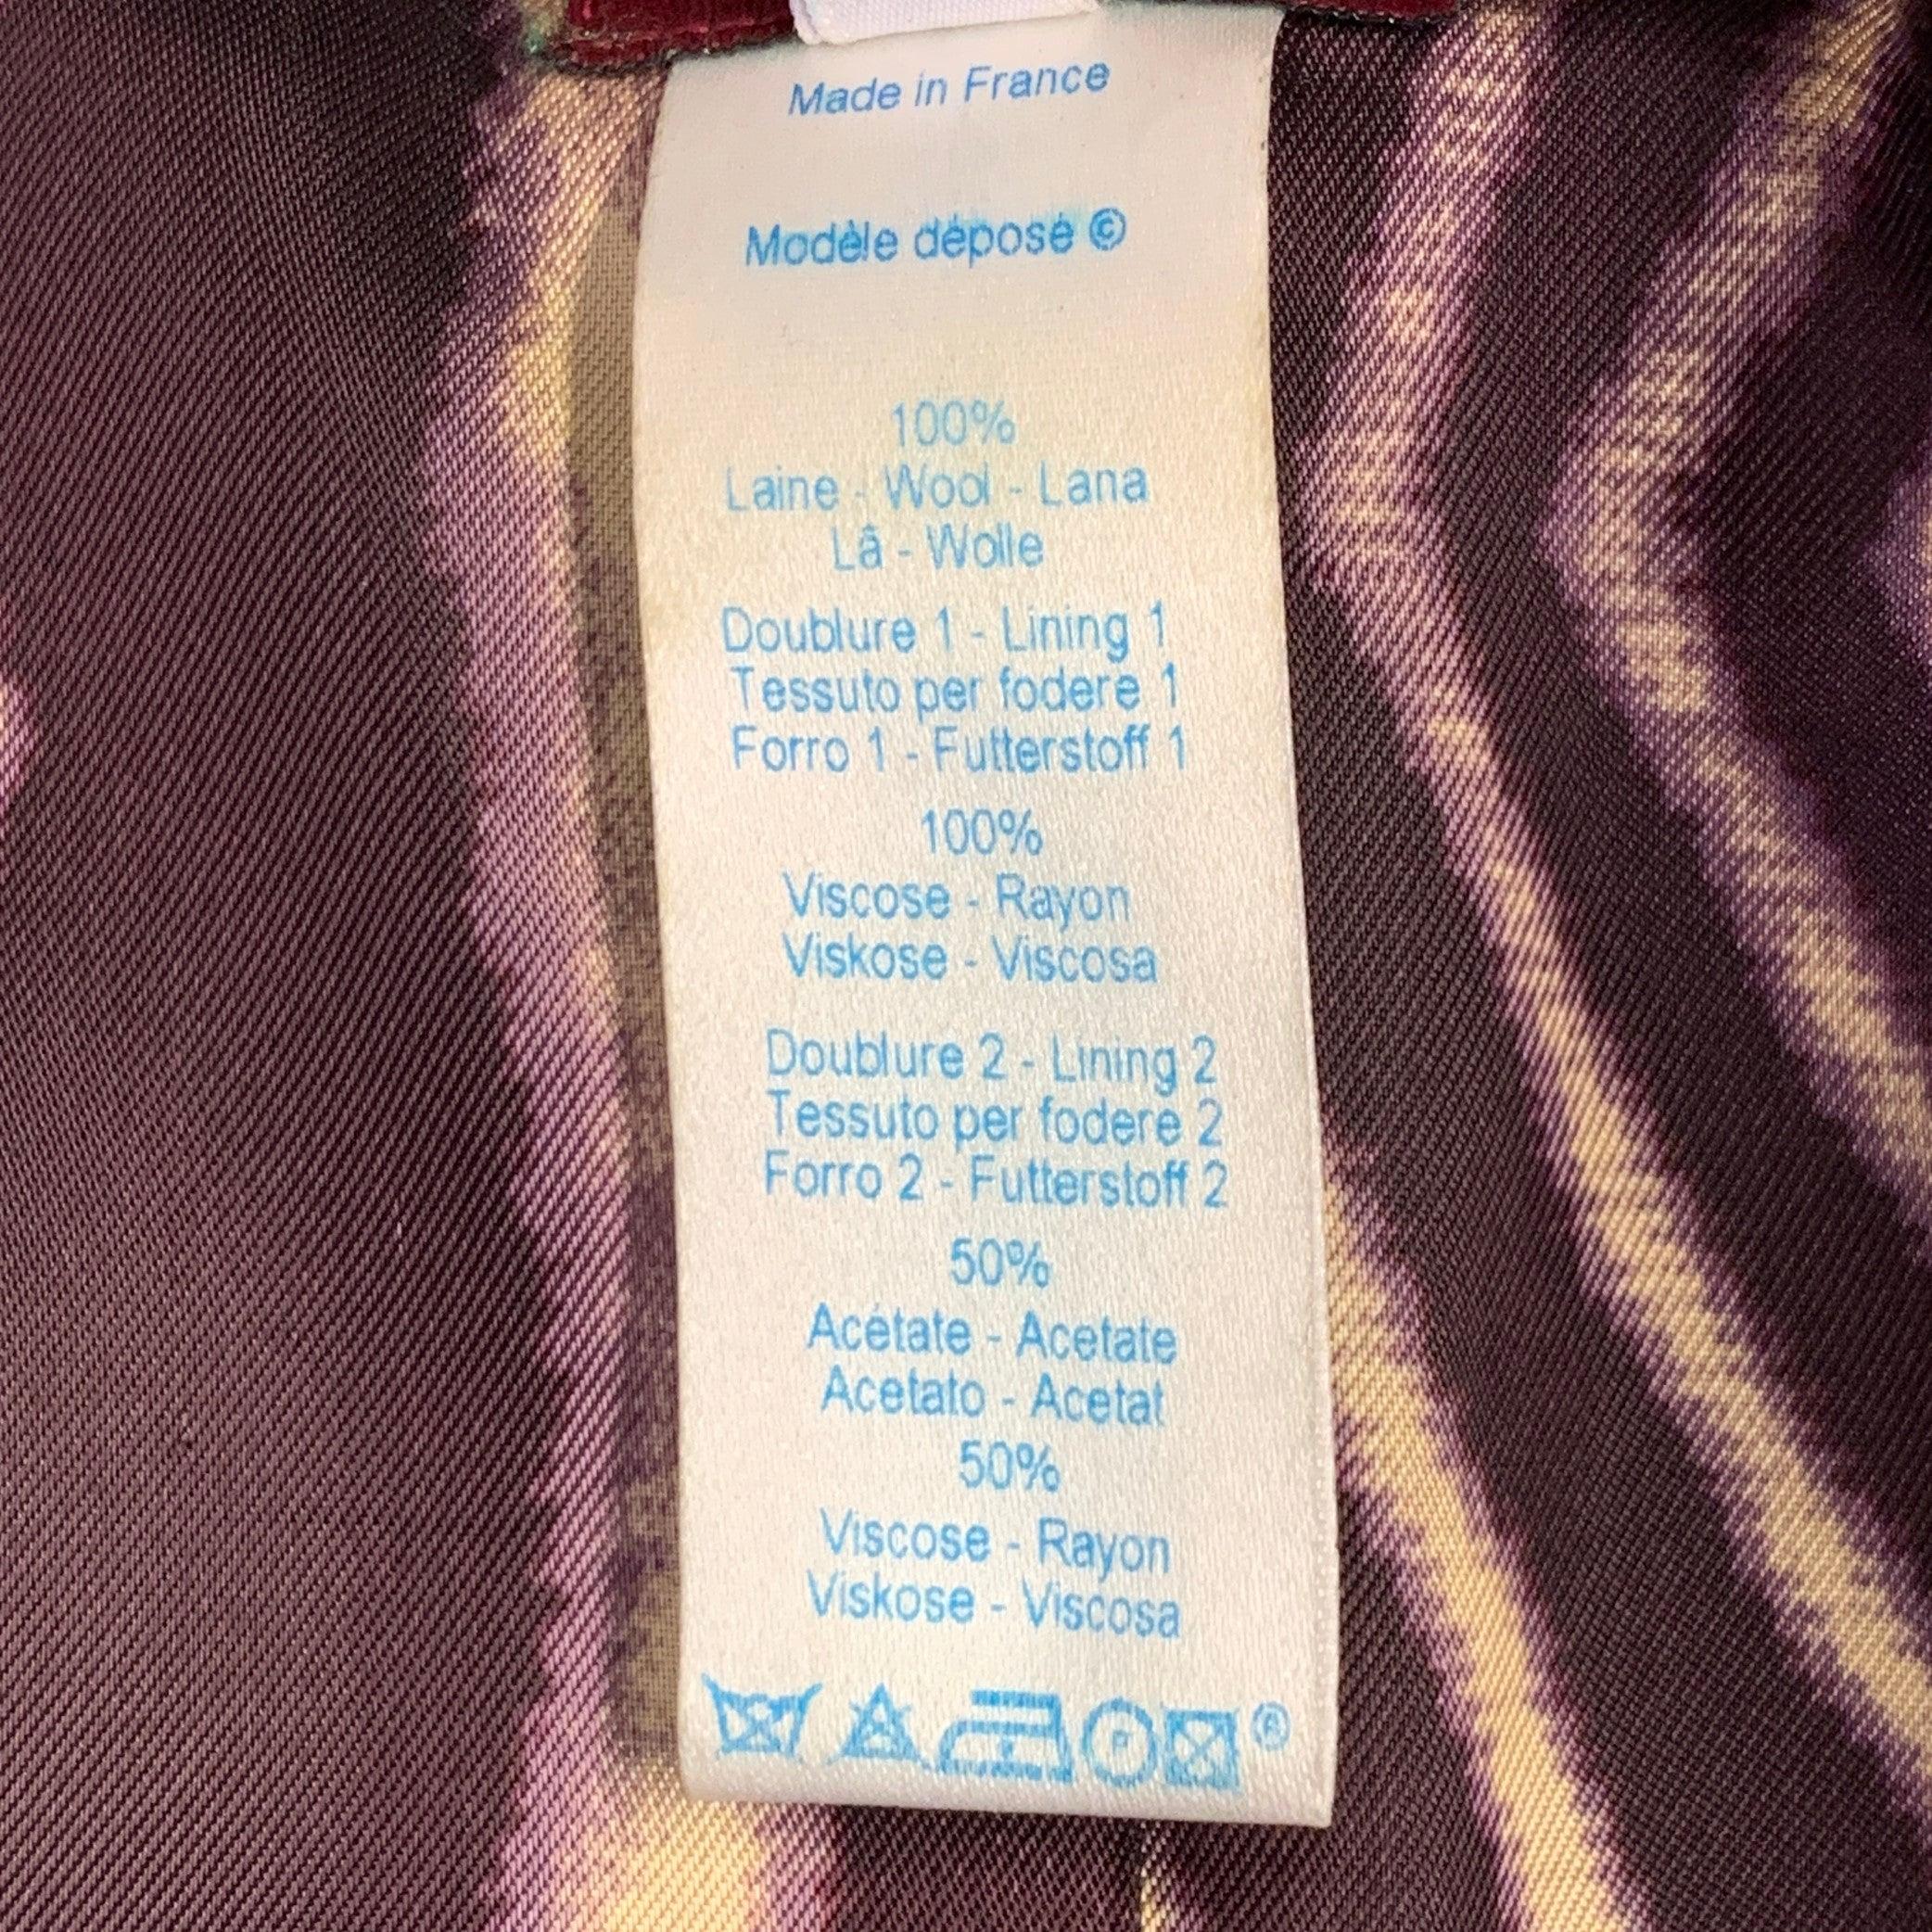 Made in France
Modèle déposé ©
100%
Laine - Wool - Lana
Lâ - Wolle
Doublure 1 - Lining 1
Tessuto per fodere 1
Forro 1 - Futterstoff 1
100%
Viscose - Rayon
Viskose - Viscosa
Doublure 2 - Lining 2
Tessuto per fodere 2
Forro 2 - Futterstoff 2
50%
Acétate - Acetate
Acetato - Acetat
50%
Viscose - Rayon
Viskose - Viscosa
P ®